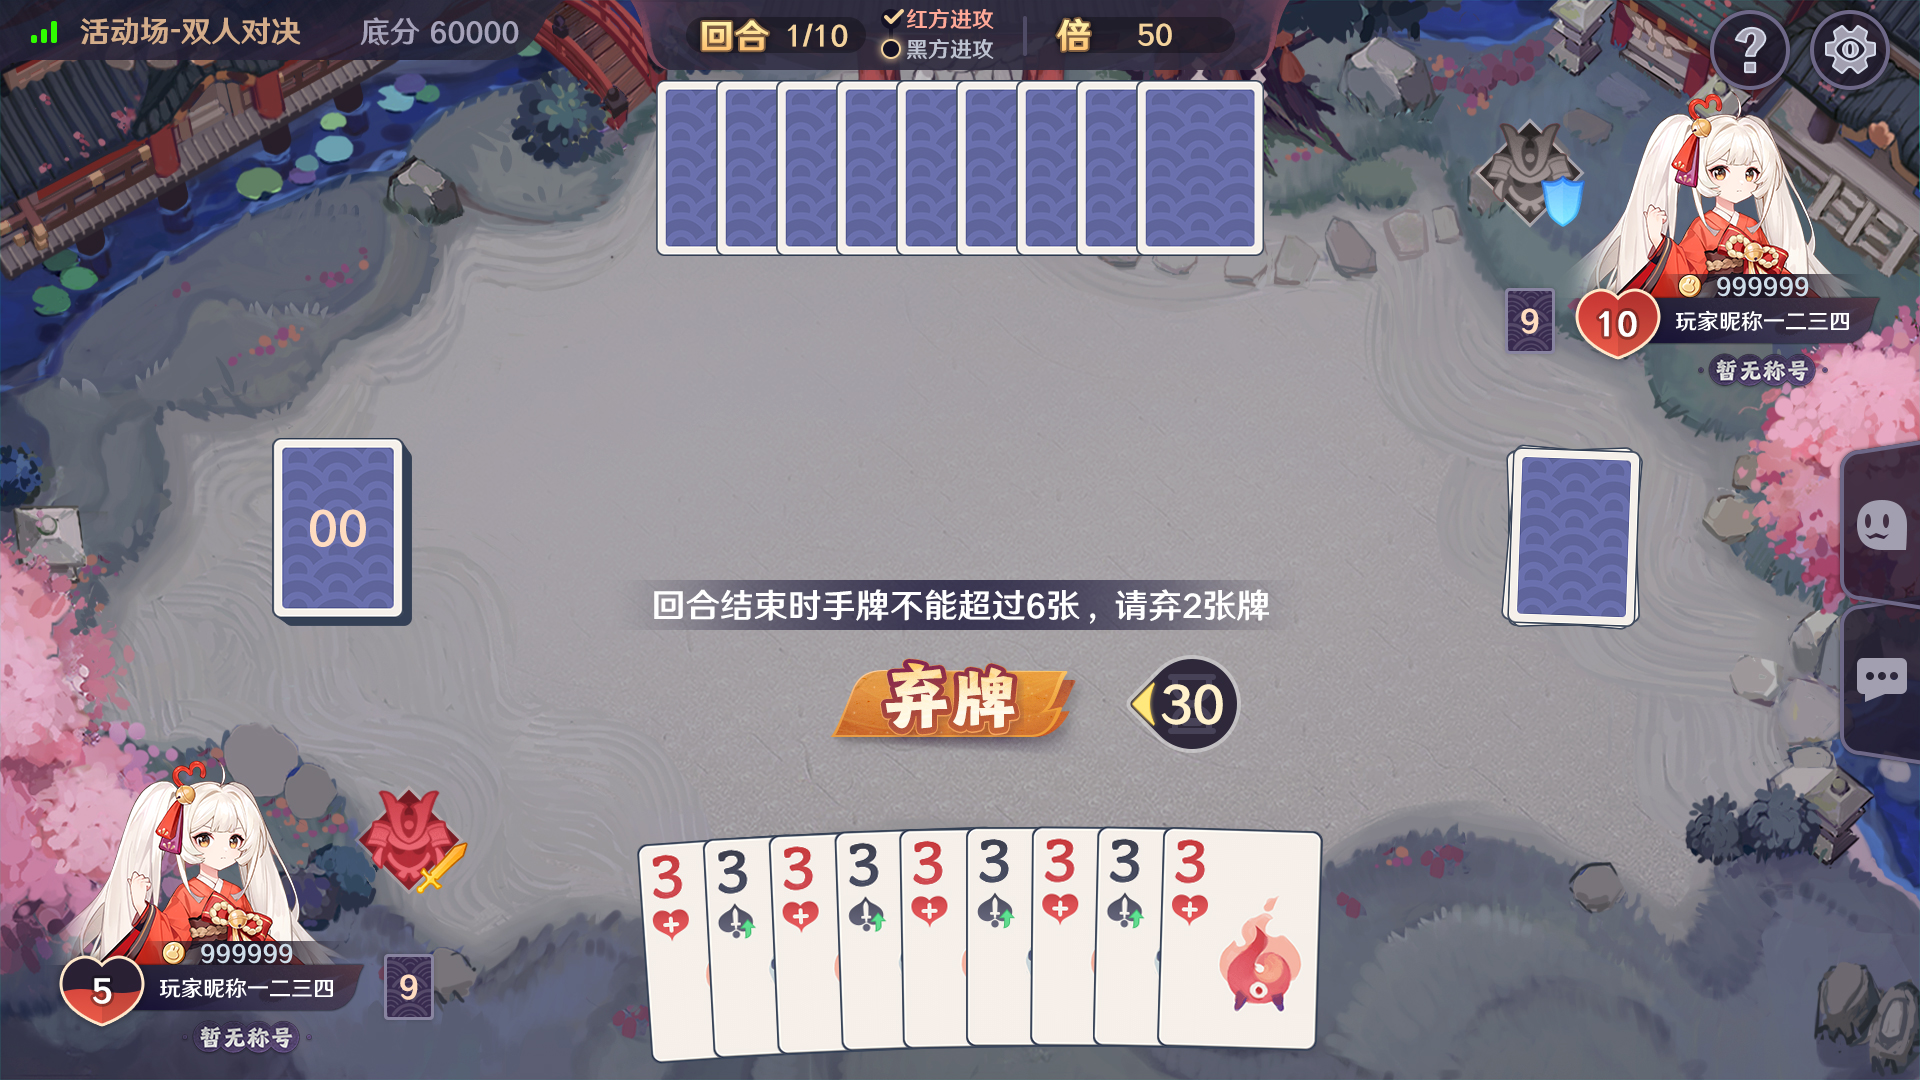 活动场-双人对决
底分 60000
回合 1/10
红方进攻
黑方进攻
倍 50
?
999999
9
10
玩家昵称一二三四
暂无称号
00
回合结束时手牌不能超过6张，请弃2张牌
弃牌
30
3 3 3 3 3 3 3 3 3
999999
5
玩家昵称一二三四
9
暂无称号